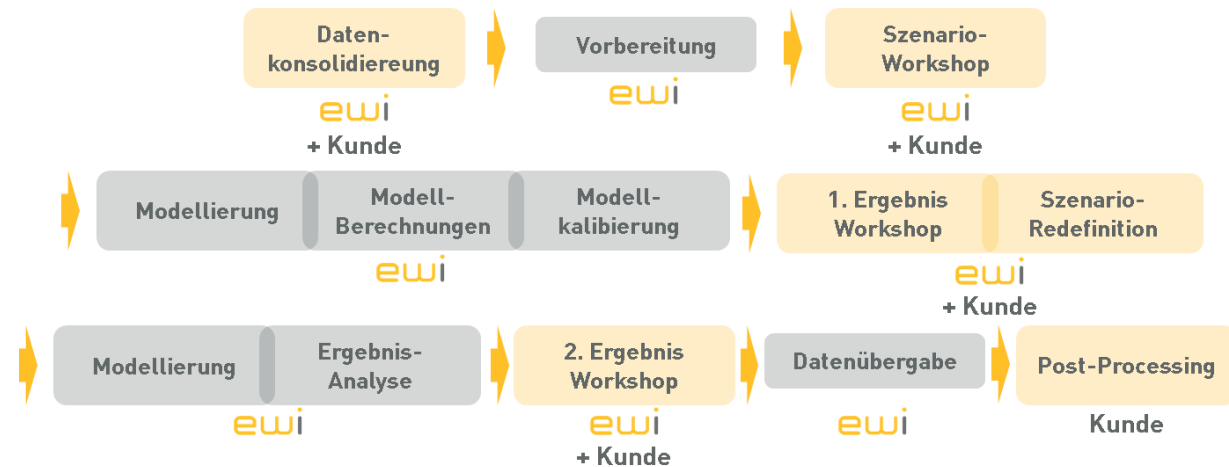 Daten-
konsolidiereung
Vorbereitung
Szenario-
Workshop
ewi
+ Kunde
ewi
ewi
+ Kunde
Modellierung
Modell-
Berechnungen
Modell-
kalibierung
1. Ergebnis
Workshop
Szenario-
Redefinition
ewi
ewi
+ Kunde
Modellierung
Ergebnis-
Analyse
2. Ergebnis
Workshop
Datenübergabe
Post-Processing
ewi
ewi
+ Kunde
ewi
Kunde